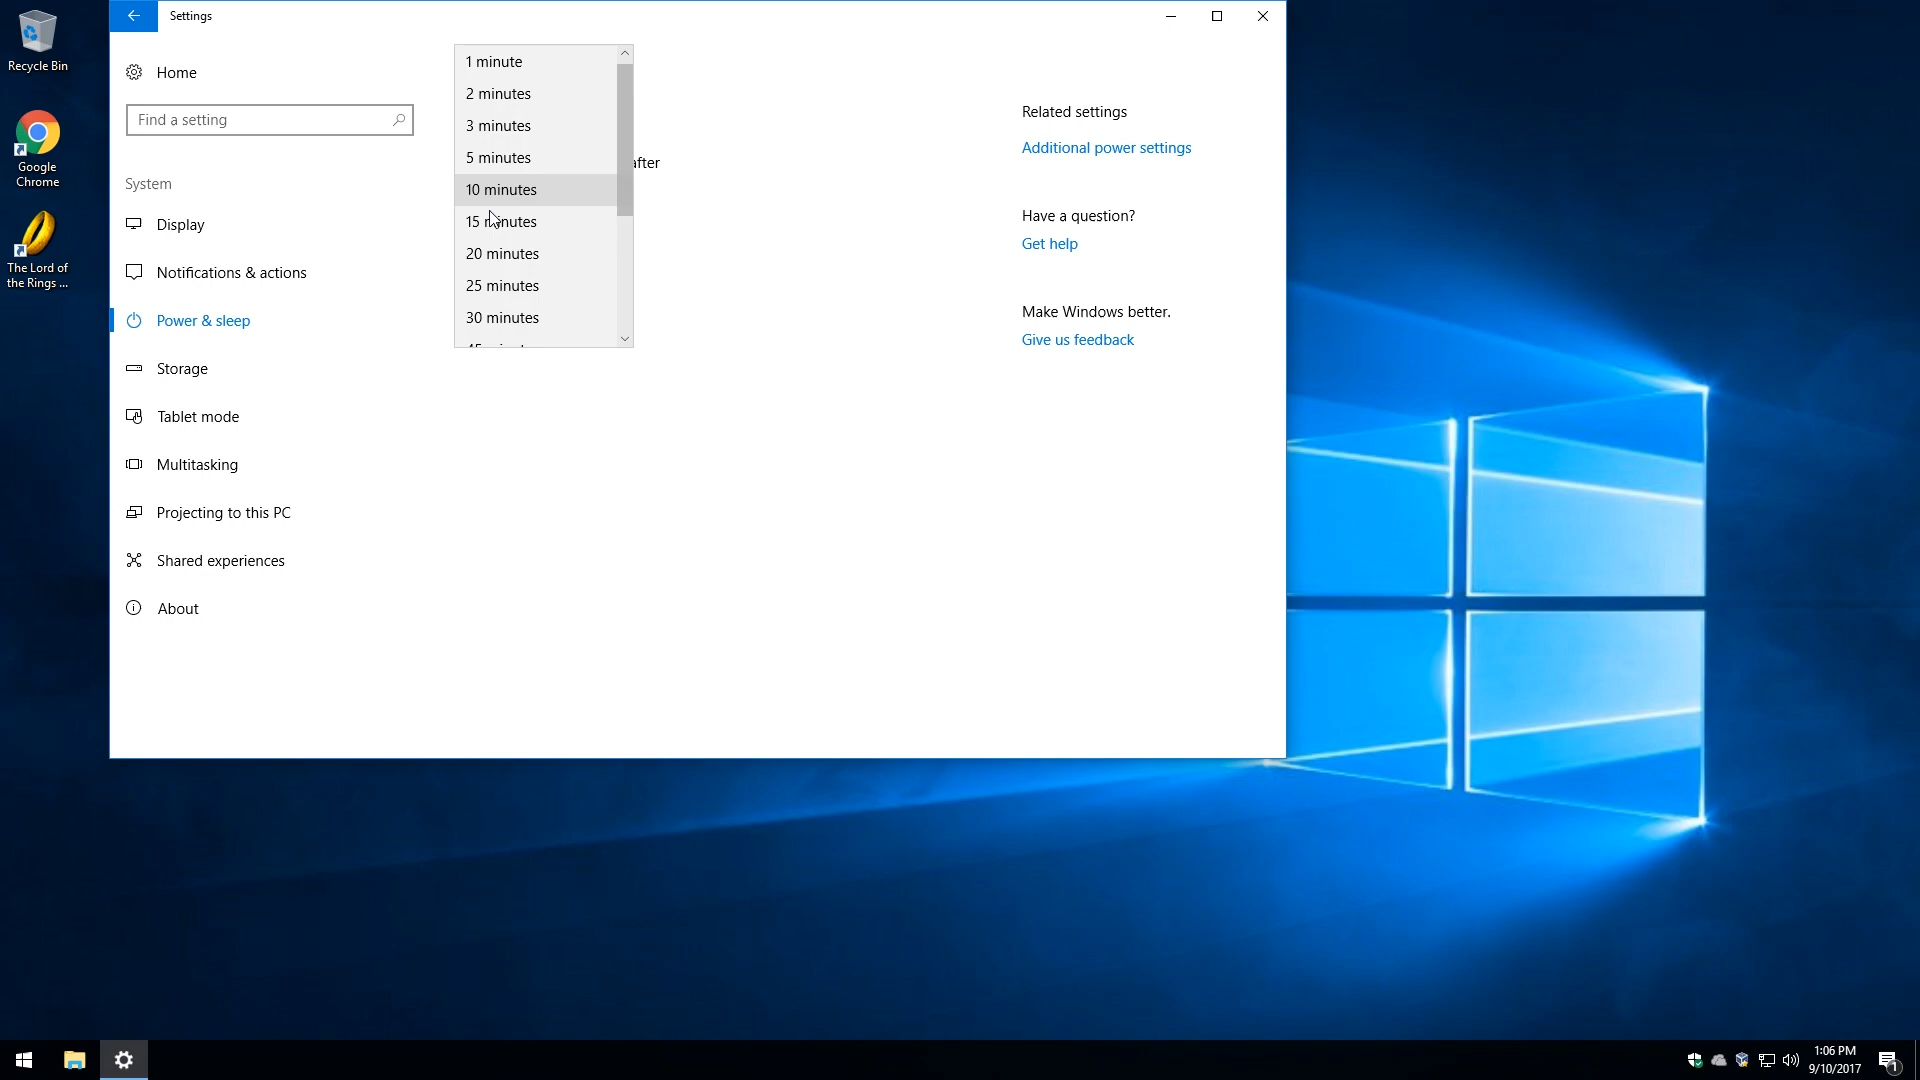 Recycle Bin
Google
Chrome
The Lord of
the Rings ...
Settings
Home
Find a setting
System
Display
Notifications & actions
Power & sleep
Storage
Tablet mode
Multitasking
Projecting to this PC
Shared experiences
About
1 minute
2 minutes
3 minutes
5 minutes
10 minutes
15 minutes
20 minutes
25 minutes
30 minutes
after
Related settings
Additional power settings
Have a question?
Get help
Make Windows better.
Give us feedback
1:06 PM
9/10/2017
1